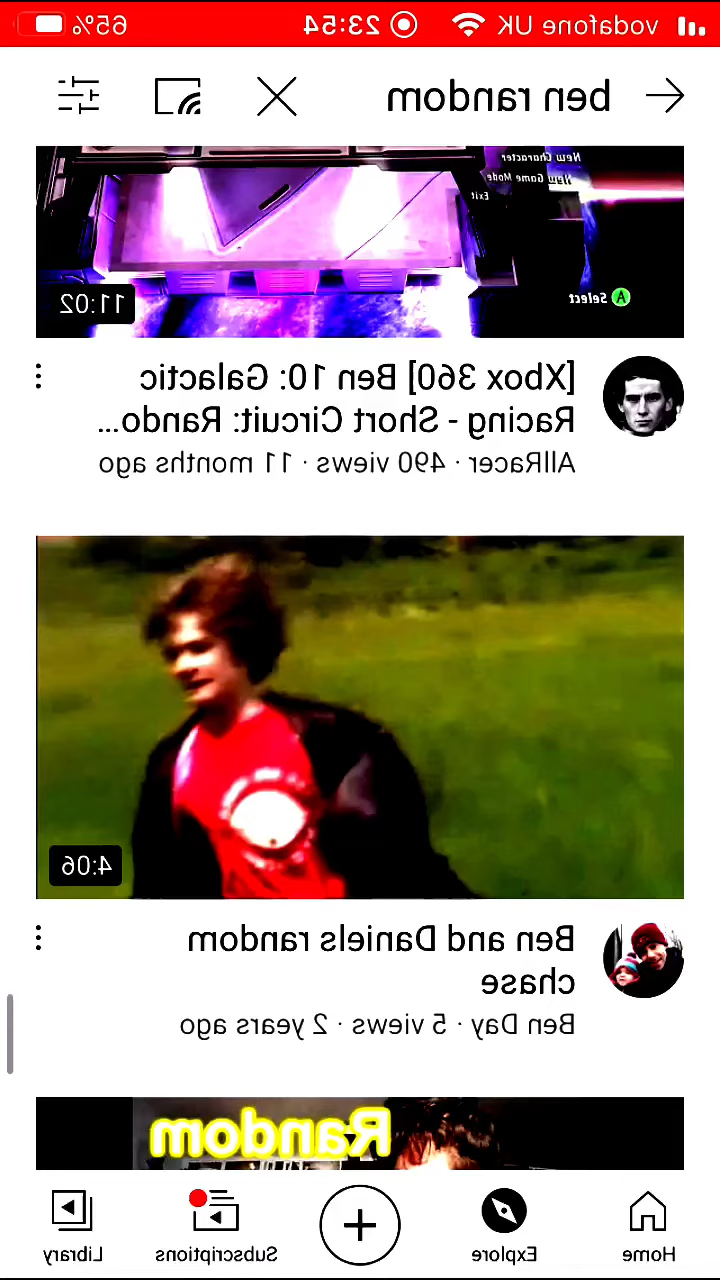 vodafone UK 23:54 65%
ben random
New Character
New Game Mode
Exit
A Select
11:02
[Xbox 360] Ben 10: Galactic
Racing - Short Circuit: Rando...
AllRacer · 490 views · 11 months ago
4:06
Ben and Daniels random
chase
Ben Day · 5 views · 2 years ago
Random
Home Explore Subscriptions Library